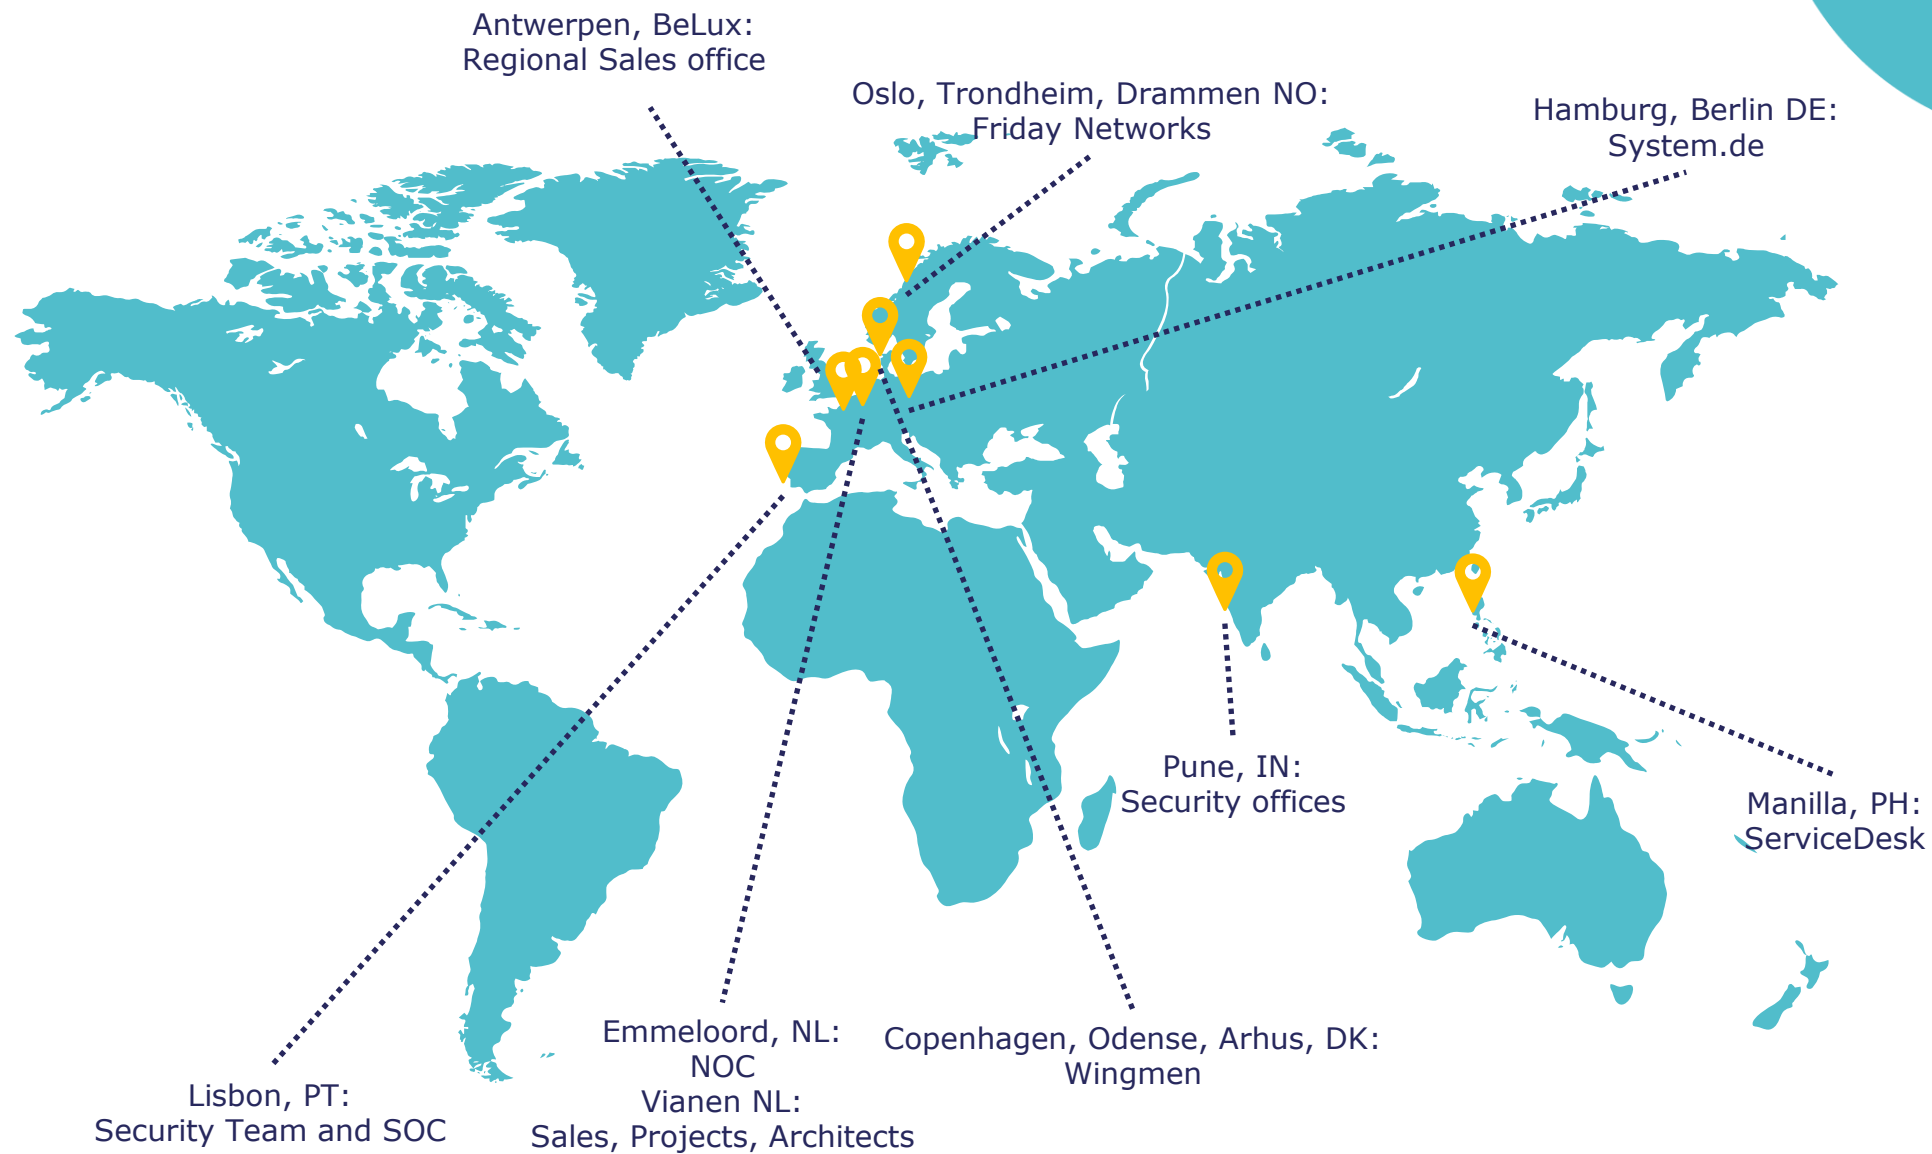 Antwerpen, BeLux:
Regional Sales office
Oslo, Trondheim, Drammen NO:
Friday Networks
Hamburg, Berlin DE:
System.de
Pune, IN:
Security offices
Manilla, PH:
ServiceDesk
Emmeloord, NL:
NOC
Vianen NL:
Sales, Projects, Architects
Copenhagen, Odense, Arhus, DK:
Wingmen
Lisbon, PT:
Security Team and SOC